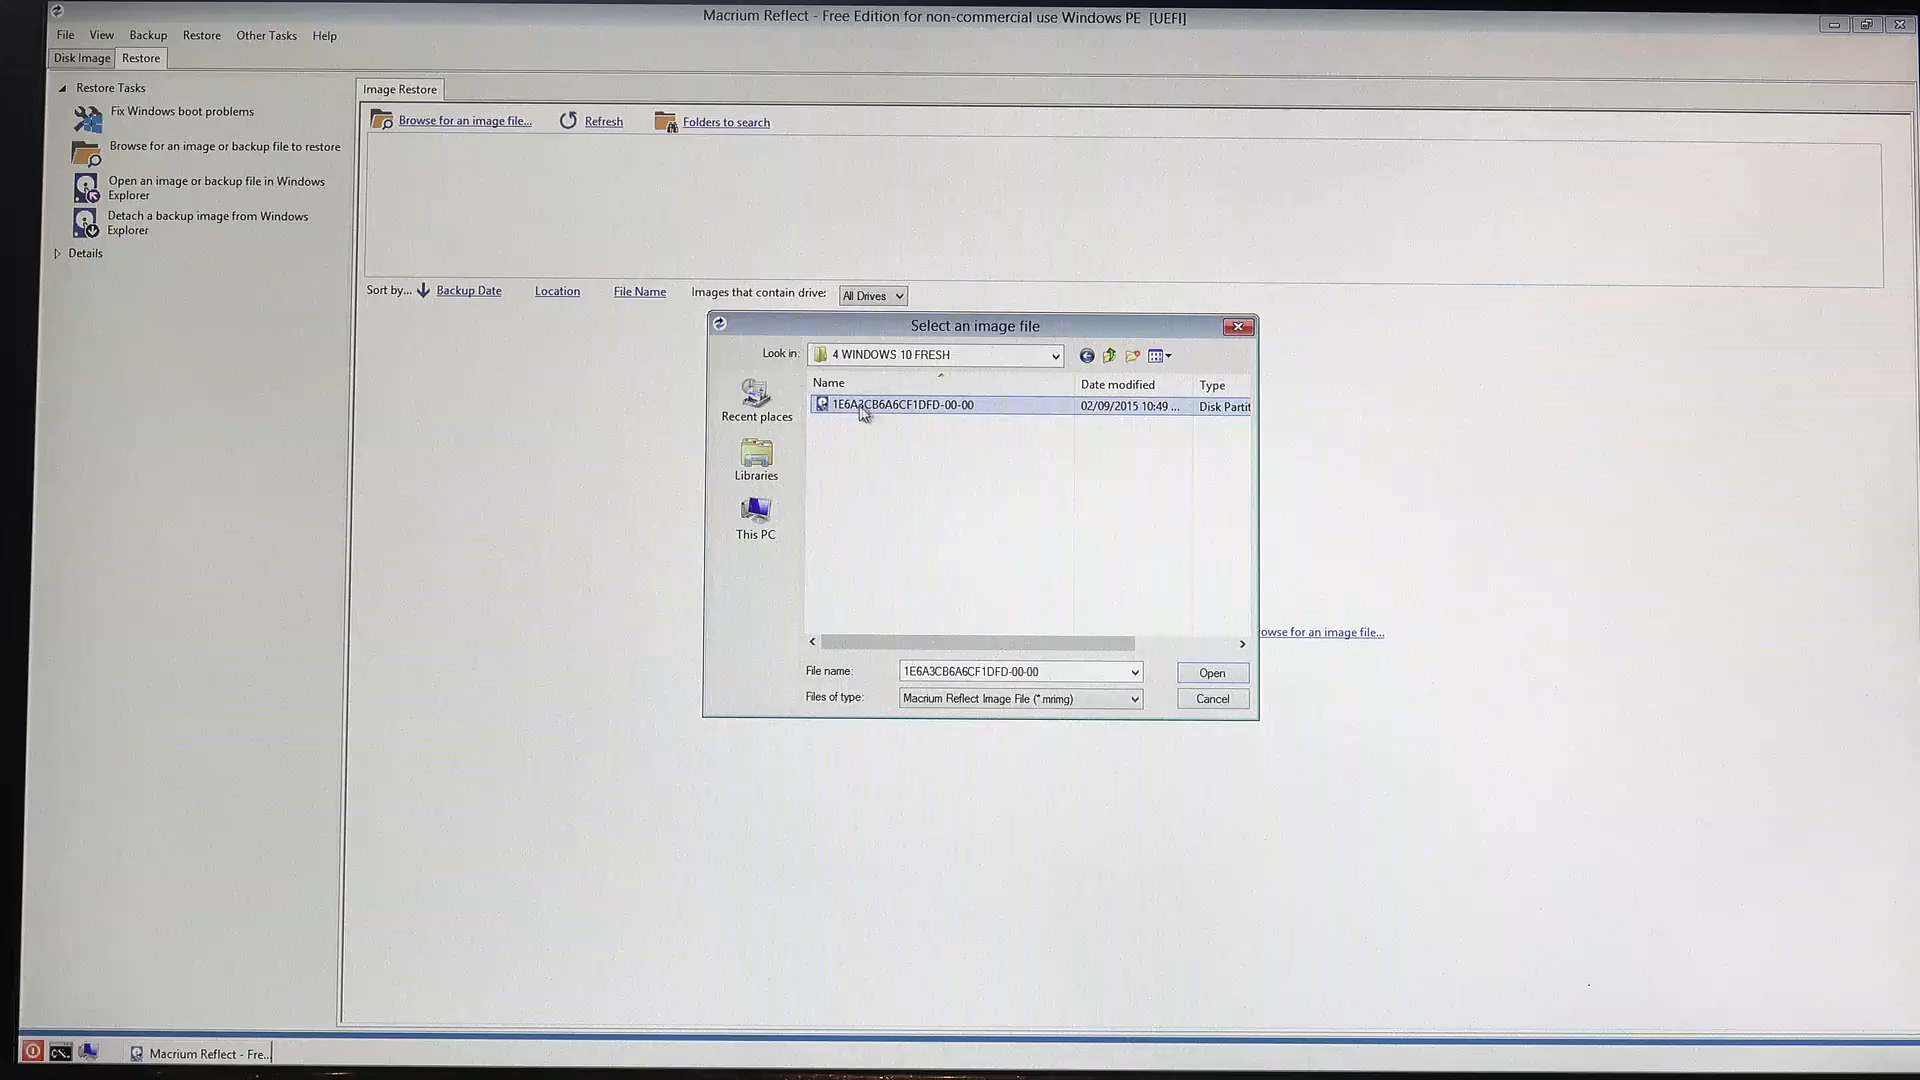 Macrium Reflect - Free Edition for non-commercial use Windows PE [UEFI]
File View Backup Restore Other Tasks Help
Disk Image Restore
Restore Tasks
Fix Windows boot problems
Browse for an image or backup file to restore
Open an image or backup file in Windows
Explorer
Detach a backup image from Windows
Explorer
Details
Image Restore
Browse for an image file... Refresh Folders to search
Sort by... Backup Date Location File Name Images that contain drive: All Drives
Select an image file
Look in: 4 WINDOWS 10 FRESH
Name Date modified Type
1E6A3CB6A6CF1DFD-00-00 02/09/2015 10:49 ... Disk Partit
Recent places
Libraries
This PC
owse for an image file...
File name: 1E6A3CB6A6CF1DFD-00-00 Open
Files of type: Macrium Reflect Image File (*.mrimg) Cancel
C:\. Macrium Reflect - Fre...